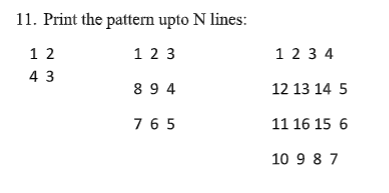 11. Print the pattern upto N lines:
1 2 1 2 3 1 2 3 4
4 3
8 9 4 12 13 14 5
7 6 5 11 16 15 6
10 9 8 7